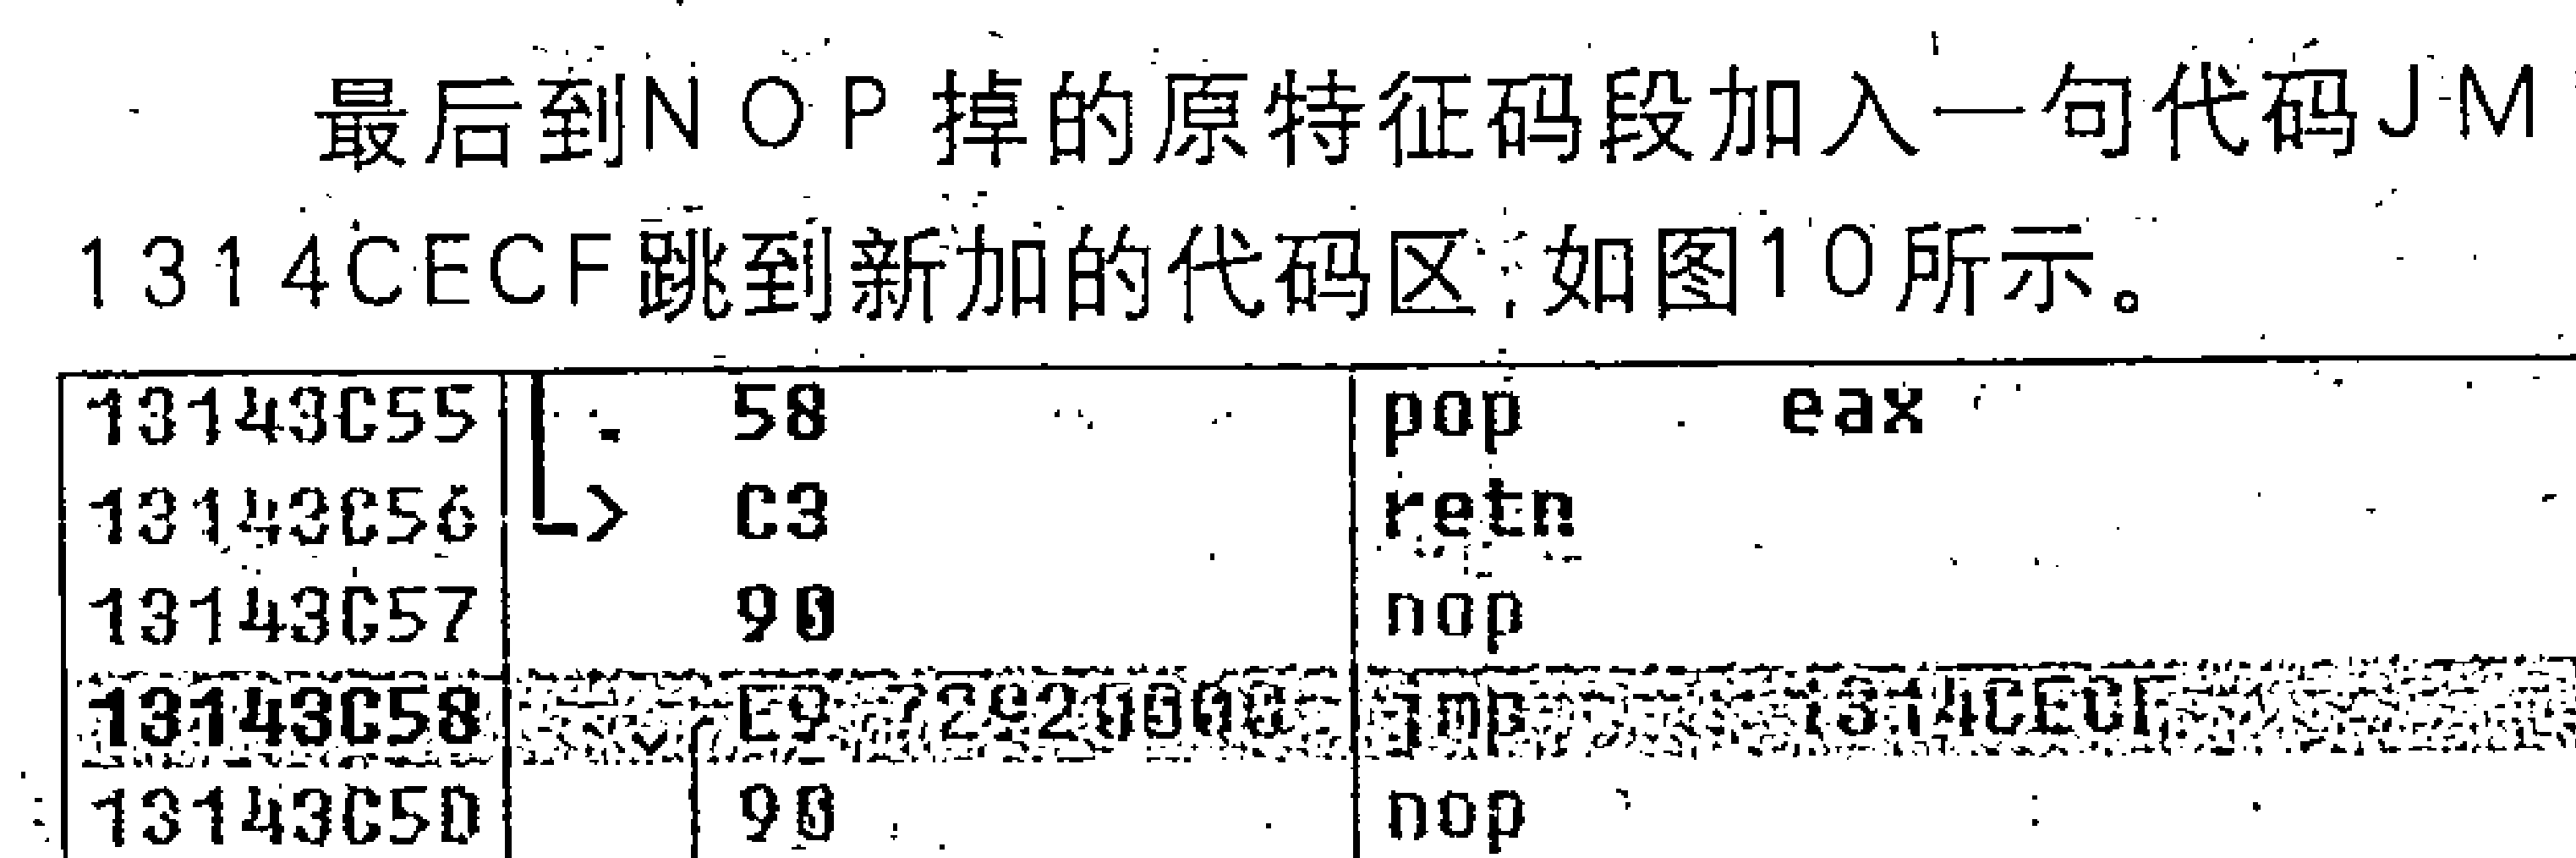 最后到NOP掉的原特征码段加入一句代码JM
1314CECF跳到新加的代码区,如图10所示。
13143C55 . 58 pop eax
13143C56 > C3 retn
13143C57 90 nop
13143C58 E9 72920000 jmp 1314CECF
13143C5D 90 nop